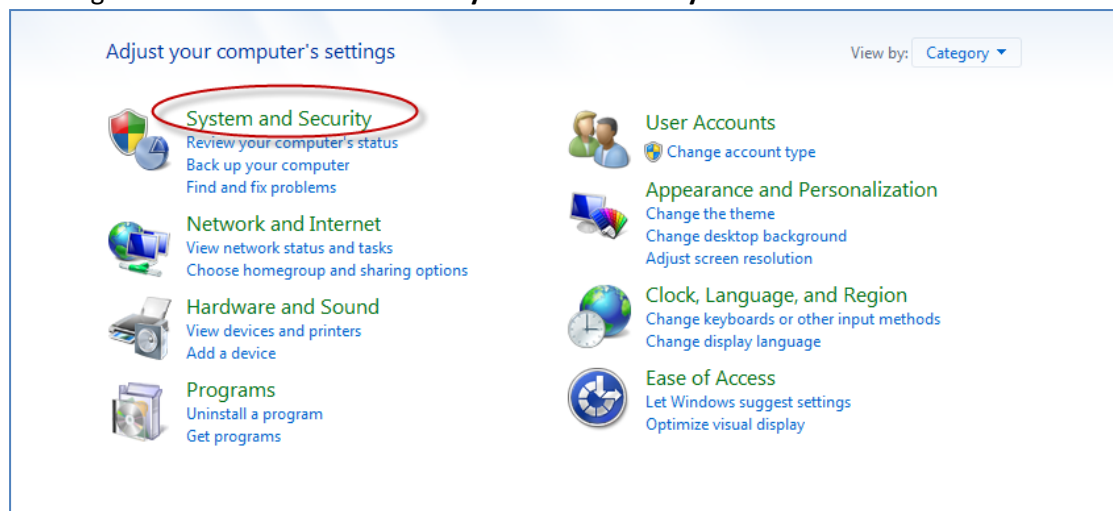 Adjust your computer's settings
View by: Category
System and Security
Review your computer's status
Back up your computer
Find and fix problems
Network and Internet
View network status and tasks
Choose homegroup and sharing options
Hardware and Sound
View devices and printers
Add a device
Programs
Uninstall a program
Get programs
User Accounts
Change account type
Appearance and Personalization
Change the theme
Change desktop background
Adjust screen resolution
Clock, Language, and Region
Change keyboards or other input methods
Change display language
Ease of Access
Let Windows suggest settings
Optimize visual display